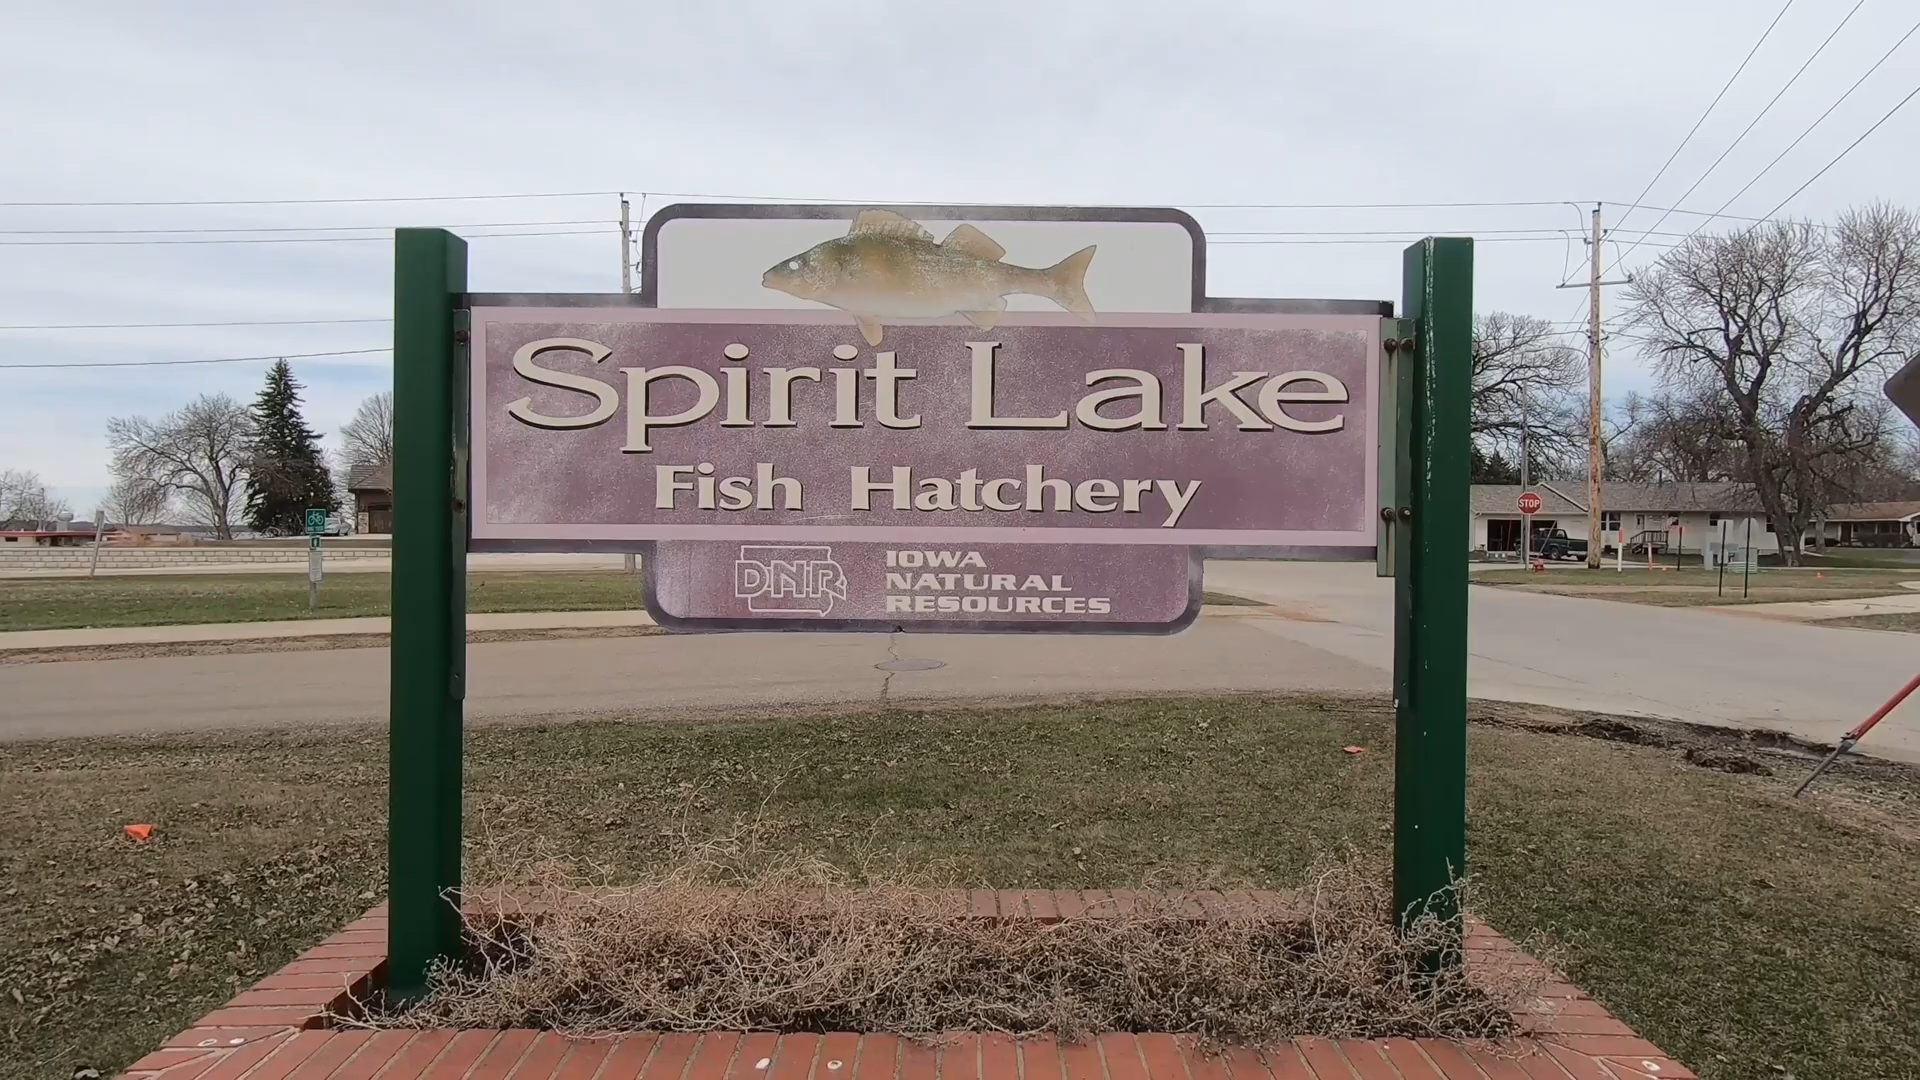 Spirit Lake
Fish Hatchery
DNR
IOWA
NATURAL
RESOURCES
STOP